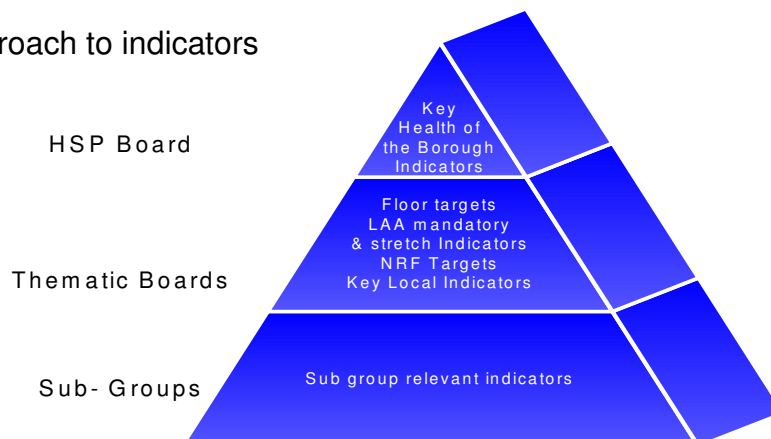 roach to indicators
HSP Board
Key
Health of
the Borough
Indicators
Thematic Boards
Floor targets
LAA mandatory
& stretch Indicators
NRF Targets
Key Local Indicators
Sub- Groups
Sub group relevant indicators